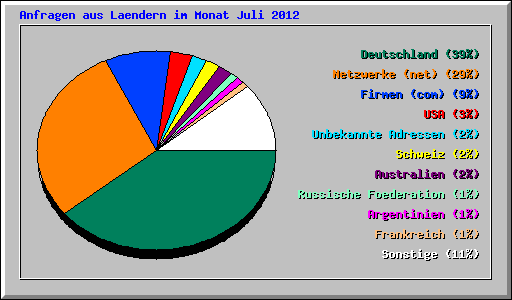 Anfragen aus Laendern im Monat Juli 2012
Deutschland (39%)
Netzwerke (net) (29%)
Firmen (com) (9%)
USA (3%)
Unbekannte Adressen (2%)
Schweiz (2%)
Australien (2%)
Russische Foederation (1%)
Argentinien (1%)
Frankreich (1%)
Sonstige (11%)